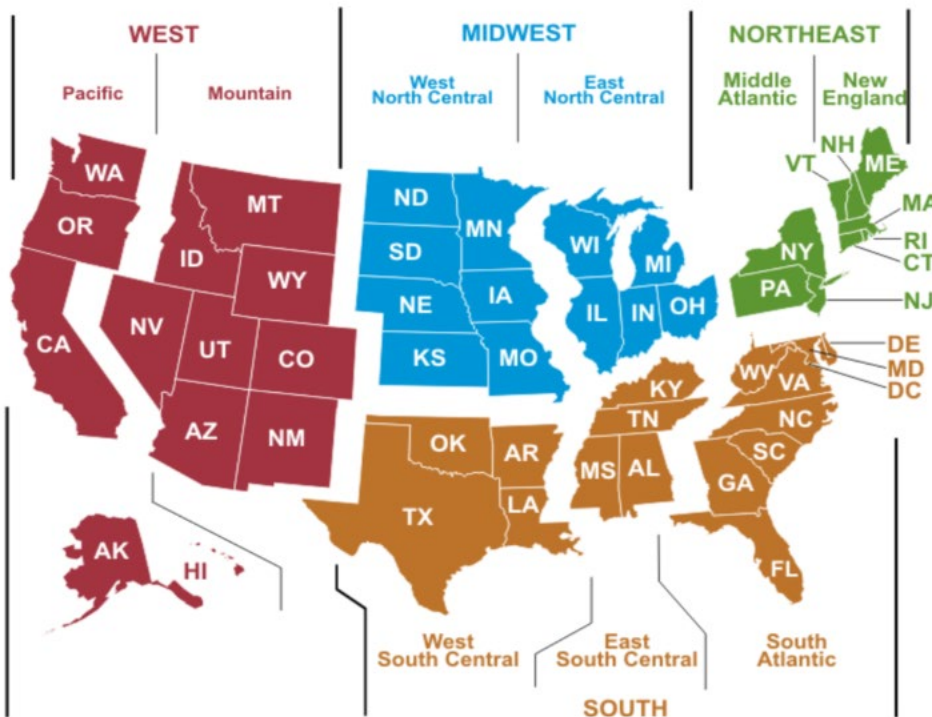 WEST
MIDWEST
NORTHEAST
Pacific
Mountain
West
North Central
East
North Central
Middle
Atlantic
New
England
WA
OR
CA
NV
ID
MT
WY
UT
CO
AZ
NM
AK
HI
ND
SD
NE
KS
MN
IA
MO
WI
IL
MI
IN
OH
NH
VT
ME
MA
RI
CT
NY
PA
NJ
DE
MD
DC
WV
VA
KY
TN
NC
SC
GA
FL
MS
AL
OK
AR
TX
LA
West
South Central
East
South Central
South
Atlantic
SOUTH